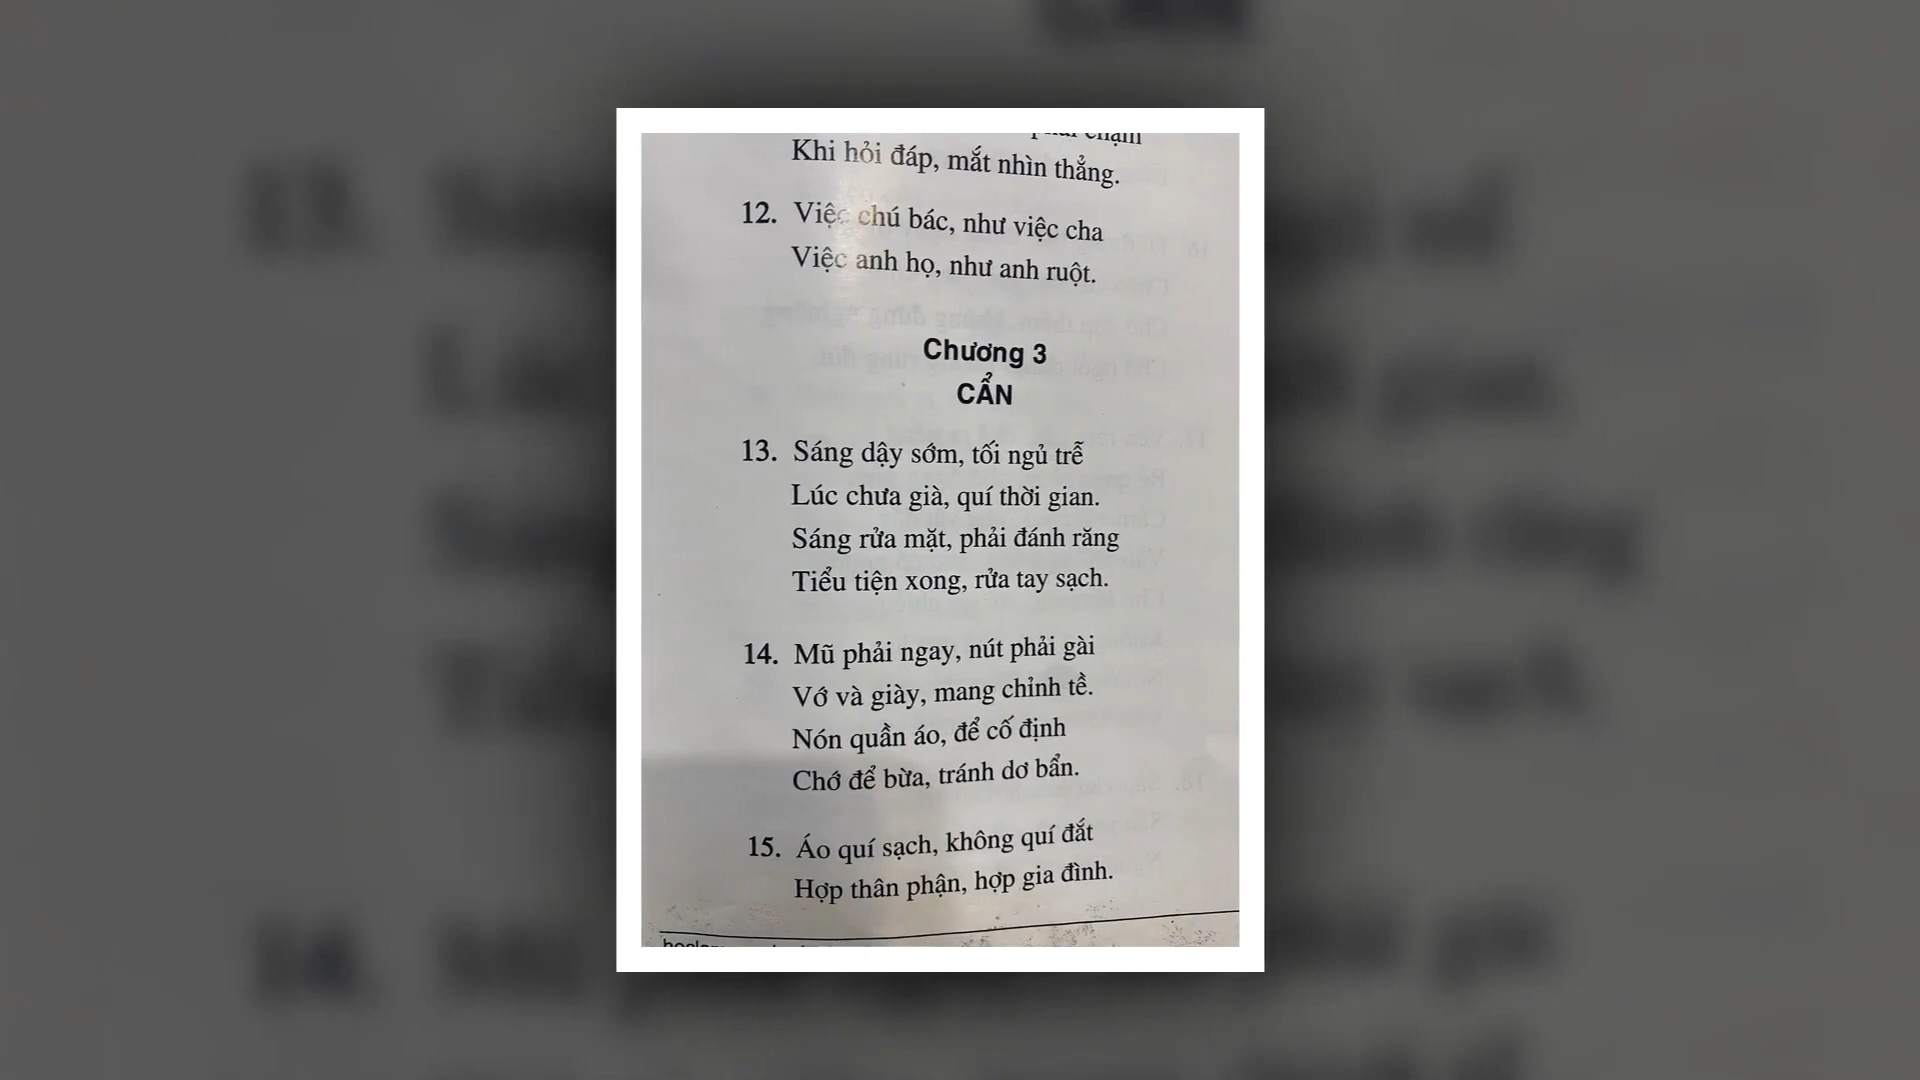 Khi hỏi đáp, mắt nhìn thẳng.
12. Việc chú bác, như việc cha
Việc anh họ, như anh ruột.
Chương 3
CẨN
13. Sáng dậy sớm, tối ngủ trễ
Lúc chưa già, quí thời gian.
Sáng rửa mặt, phải đánh răng
Tiểu tiện xong, rửa tay sạch.
14. Mũ phải ngay, nút phải gài
Vớ và giày, mang chỉnh tề.
Nón quần áo, để cố định
Chớ để bừa, tránh dơ bẩn.
15. Áo quí sạch, không quí đắt
Hợp thân phận, hợp gia đình.